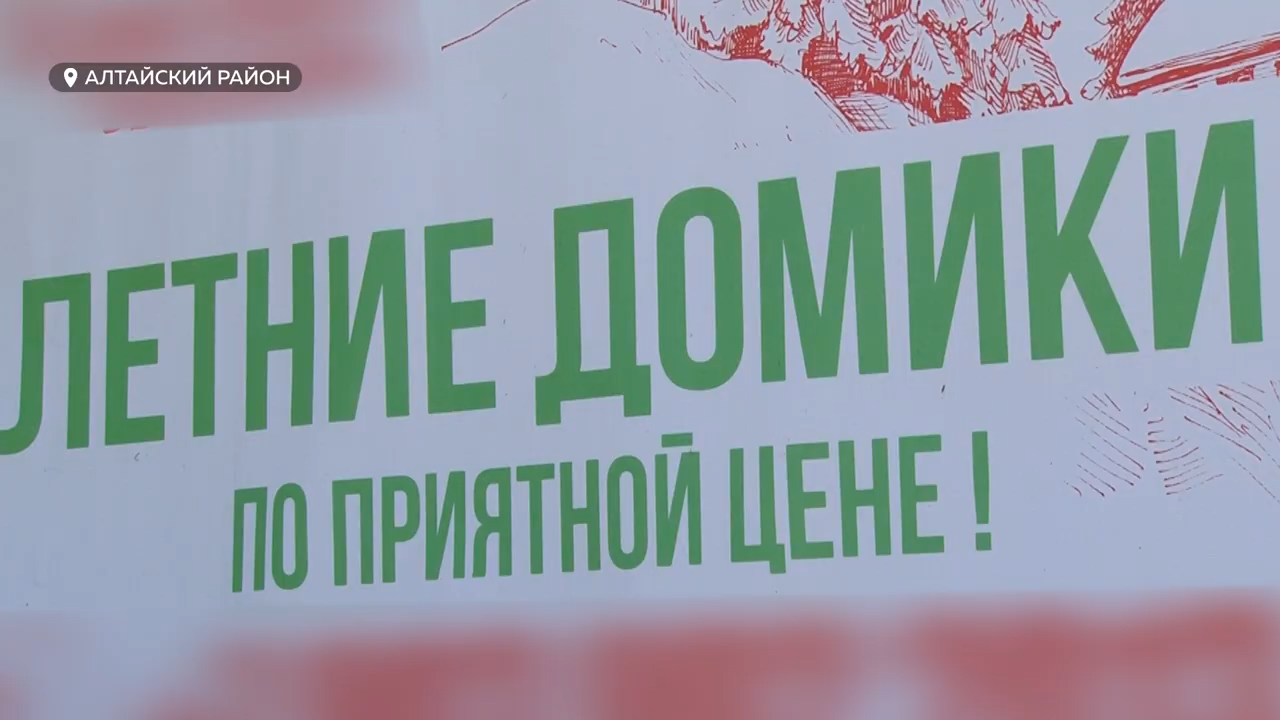 АЛТАЙСКИЙ РАЙОН
ЛЕТНИЕ ДОМИКИ
ПО ПРИЯТНОЙ ЦЕНЕ !